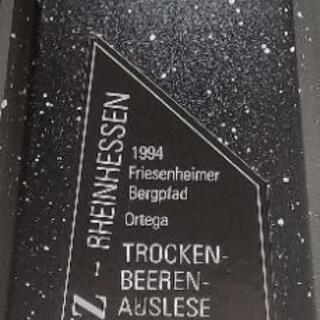 Z - RHEINHESSEN
1994
Friesenheimer
Bergpfad
Ortega
TROCKEN-
BEEREN-
AUSLESE